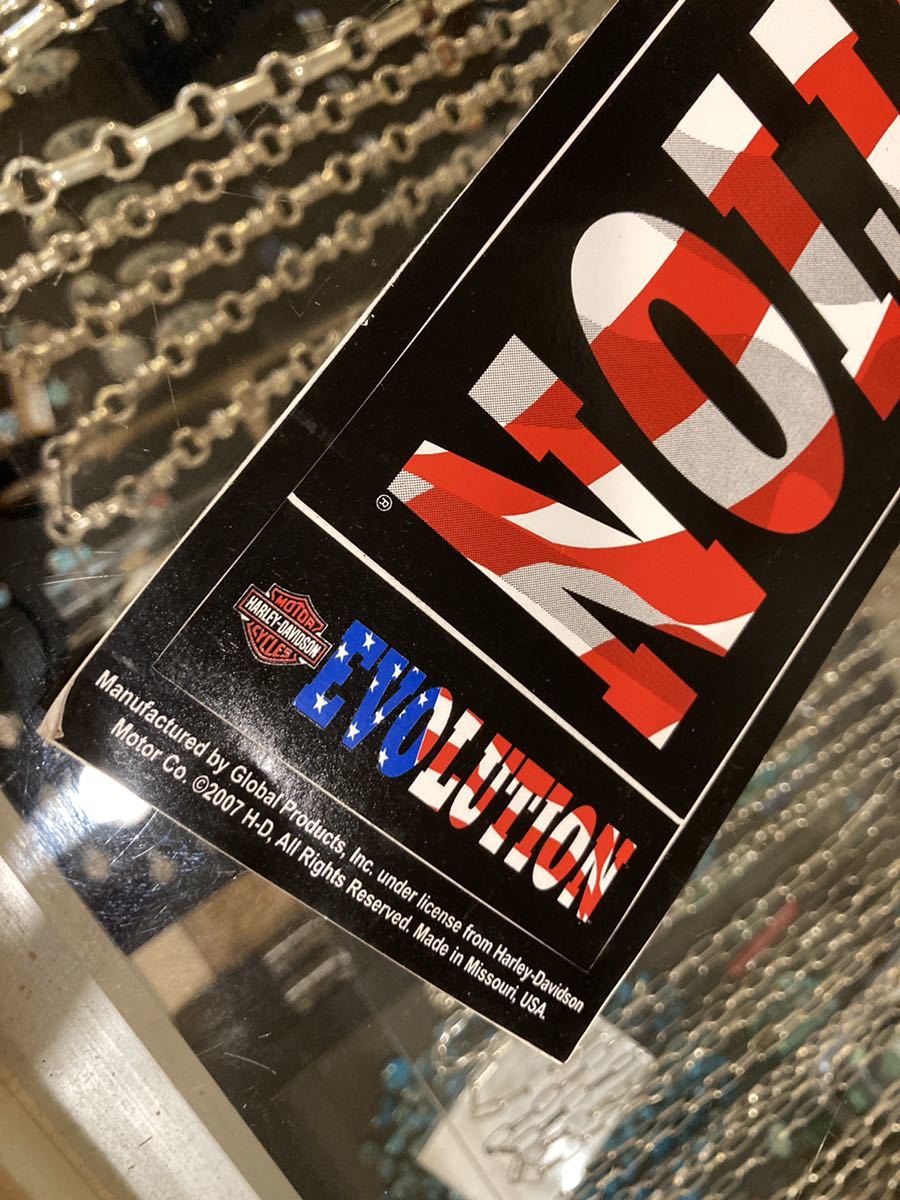 ®
MOTOR
HARLEY-DAVIDSON
CYCLES
EVOLUTION
Manufactured by Global Products, Inc. under license from Harley-Davidson
Motor Co. ©2007 H-D, All Rights Reserved. Made in Missouri, USA.